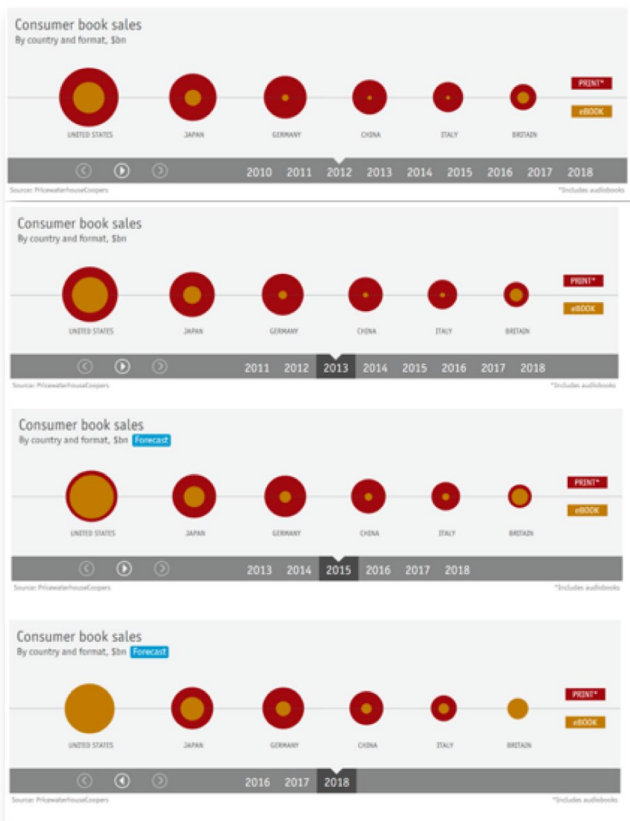 Consumer book sales
By country and format, $bn
PRINT*
eBOOK
UNITED STATES JAPAN GERMANY CHINA ITALY BRITAIN
2010 2011 2012 2013 2014 2015 2016 2017 2018
Source: PricewaterhouseCoopers *Includes audiobooks
Consumer book sales
By country and format, $bn
PRINT*
eBOOK
UNITED STATES JAPAN GERMANY CHINA ITALY BRITAIN
2011 2012 2013 2014 2015 2016 2017 2018
Source: PricewaterhouseCoopers *Includes audiobooks
Consumer book sales
By country and format, $bn Forecast
PRINT*
eBOOK
UNITED STATES JAPAN GERMANY CHINA ITALY BRITAIN
2013 2014 2015 2016 2017 2018
Source: PricewaterhouseCoopers *Includes audiobooks
Consumer book sales
By country and format, $bn Forecast
PRINT*
eBOOK
UNITED STATES JAPAN GERMANY CHINA ITALY BRITAIN
2016 2017 2018
Source: PricewaterhouseCoopers *Includes audiobooks